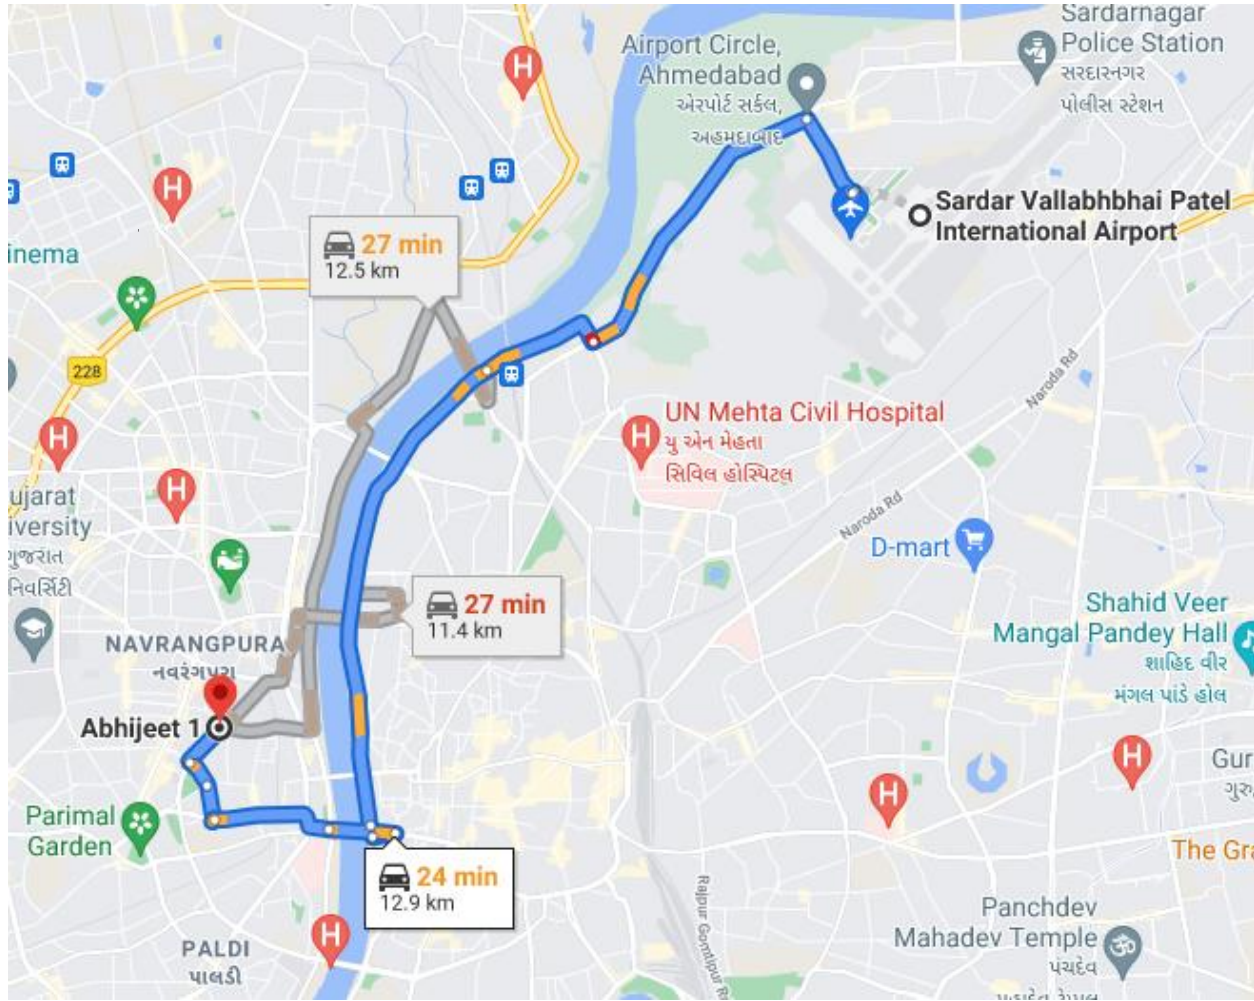 Sardarnagar
Police Station
સરદારનગર
પોલીસ સ્ટેશન
Airport Circle,
Ahmedabad
એરપોર્ટ સર્કલ,
અહમદાબાદ
H
H
Sardar Vallabhbhai Patel
International Airport
inema
27 min
12.5 km
228
Naroda Rd
UN Mehta Civil Hospital
યુ એન મેહતા
સિવિલ હોસ્પિટલ
H
H
H
ujarat
iversity
ગુજરાત
નિવર્સિટી
Naroda Rd
D-mart
27 min
11.4 km
Shahid Veer
Mangal Pandey Hall
શાહિદ વીર
મંગલ પાંડે હોલ
NAVRANGPURA
નવરંગપુરા
Abhijeet 1
H
H
Gur
ગુરુ
Parimal
Garden
The Gra
24 min
12.9 km
Rajpur Gomtipur R
Panchdev
Mahadev Temple
પંચદેવ
H
PALDI
પાલડી